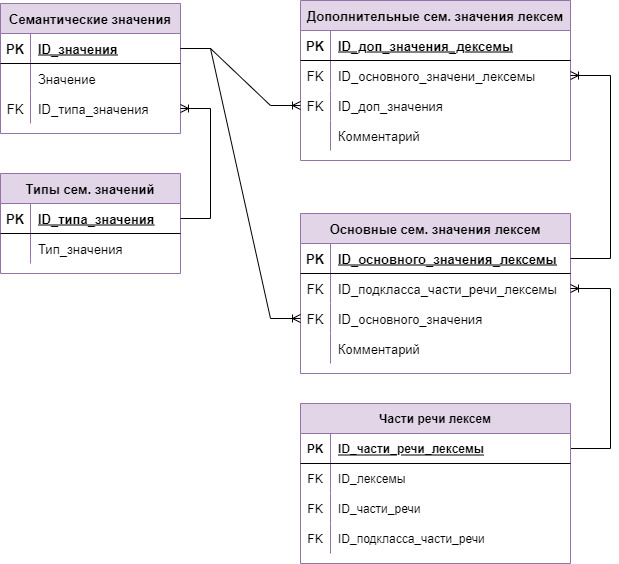 Семантические значения
PK ID_значения
Значение
FK ID_типа_значения
Типы сем. значений
PK ID_типа_значения
Тип_значения
Дополнительные сем. значения лексем
PK ID_доп_значения_дексемы
FK ID_основного_значени_лексемы
FK ID_доп_значения
Комментарий
Основные сем. значения лексем
PK ID_основного_значения_лексемы
FK ID_подкласса_части_речи_лексемы
FK ID_основного_значения
Комментарий
Части речи лексем
PK ID_части_речи_лексемы
FK ID_лексемы
FK ID_части_речи
FK ID_подкласса_части_речи